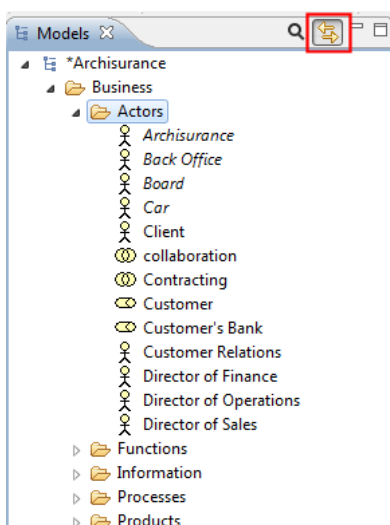 Models
*Archisurance
Business
Actors
Archisurance
Back Office
Board
Car
Client
collaboration
Contracting
Customer
Customer's Bank
Customer Relations
Director of Finance
Director of Operations
Director of Sales
Functions
Information
Processes
Products